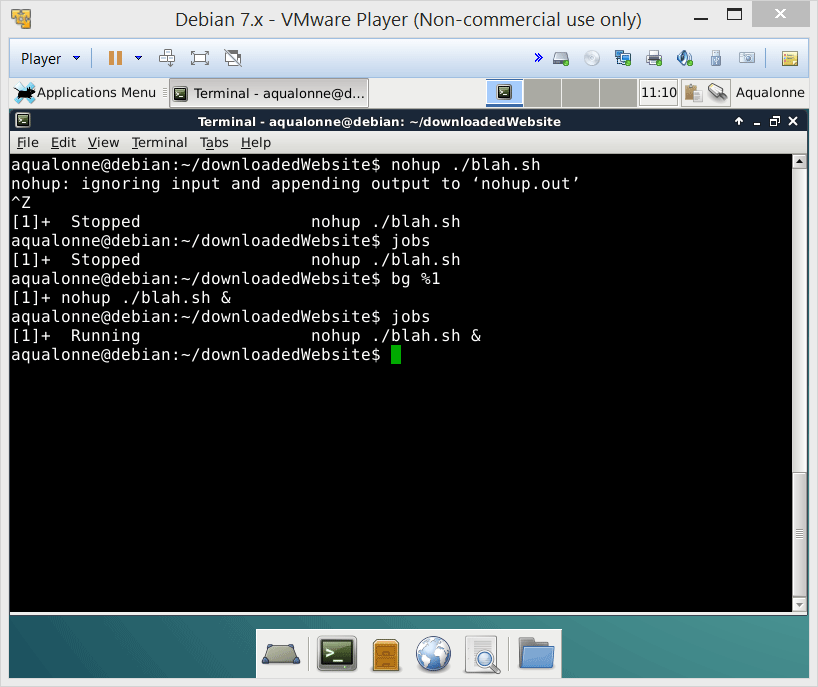 Debian 7.x - VMware Player (Non-commercial use only)
Player
Applications Menu
Terminal - aqualonne@d...
11:10
Aqualonne
Terminal - aqualonne@debian: ~/downloadedWebsite
File Edit View Terminal Tabs Help
aqualonne@debian:~/downloadedWebsite$ nohup ./blah.sh
nohup: ignoring input and appending output to ‘nohup.out’
^Z
[1]+  Stopped                 nohup ./blah.sh
aqualonne@debian:~/downloadedWebsite$ jobs
[1]+  Stopped                 nohup ./blah.sh
aqualonne@debian:~/downloadedWebsite$ bg %1
[1]+ nohup ./blah.sh &
aqualonne@debian:~/downloadedWebsite$ jobs
[1]+  Running                 nohup ./blah.sh &
aqualonne@debian:~/downloadedWebsite$